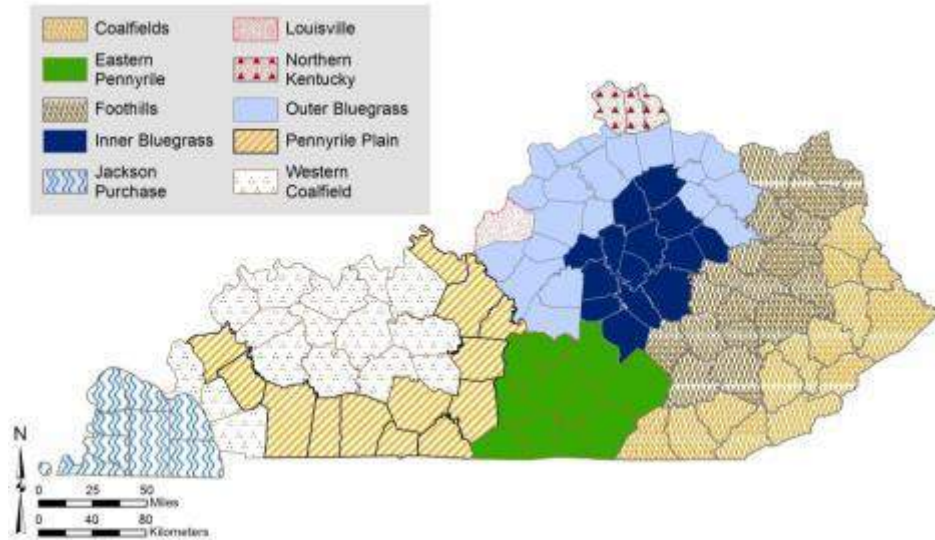 Coalfields
Louisville
Eastern
Pennyrile
Northern
Kentucky
Foothills
Outer Bluegrass
Inner Bluegrass
Pennyrile Plain
Jackson
Purchase
Western
Coalfield
N
0 25 50
Miles
0 40 80
Kilometers